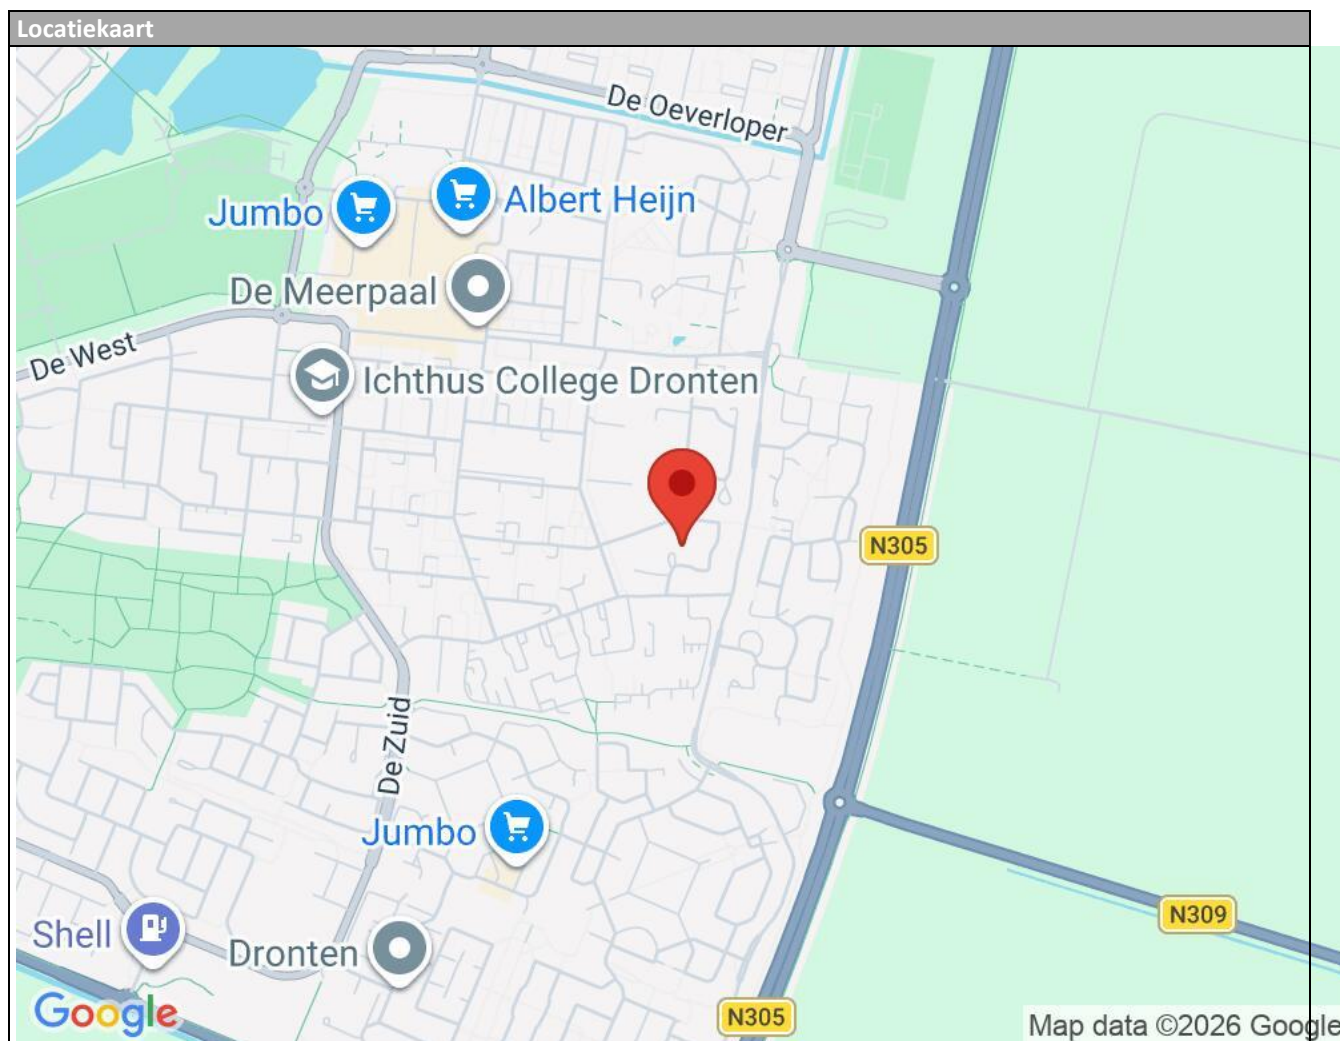 Locatiekaart
De Oeverloper
Jumbo
Albert Heijn
De Meerpaal
De West
Ichthus College Dronten
N305
De Zuid
Jumbo
N309
Shell
Dronten
Google
N305
Map data ©2026 Google